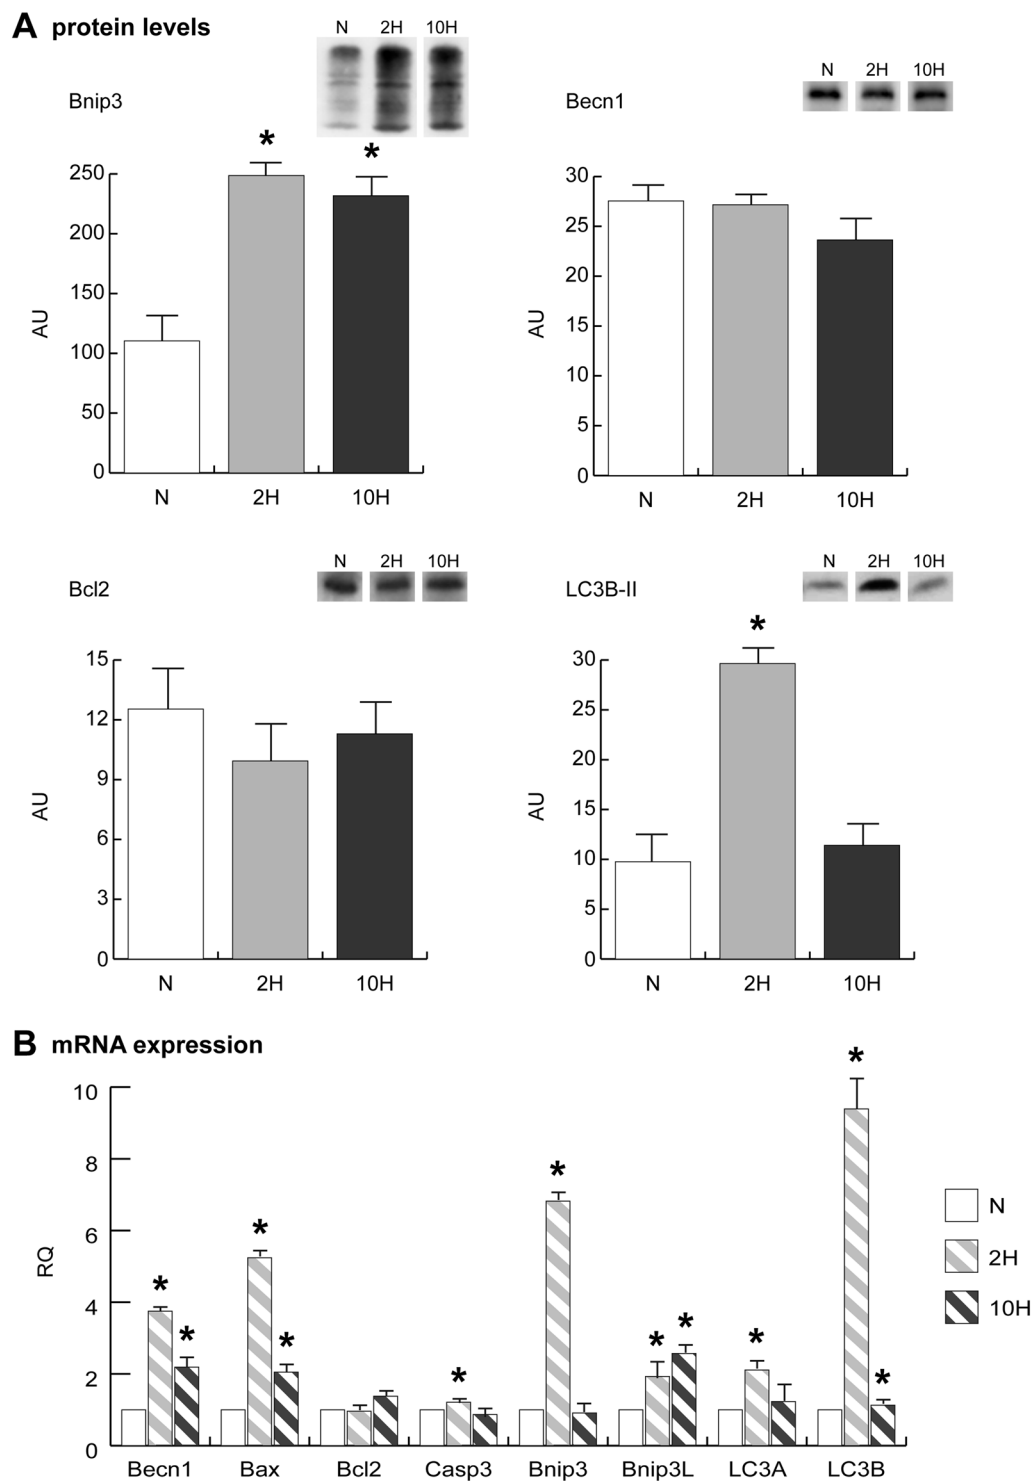 A protein levels
N 2H 10H
Bnip3
* *
250
200
150
100
50
0
AU
N 2H 10H
N 2H 10H
Becn1
30
25
20
15
10
5
0
AU
N 2H 10H
N 2H 10H
Bcl2
15
12
9
6
3
0
AU
N 2H 10H
N 2H 10H
LC3B-II
*
30
25
20
15
10
5
0
AU
N 2H 10H
B mRNA expression
10
8
6
4
2
0
RQ
* * * * * * * * * * *
N
2H
10H
Becn1 Bax Bcl2 Casp3 Bnip3 Bnip3L LC3A LC3B